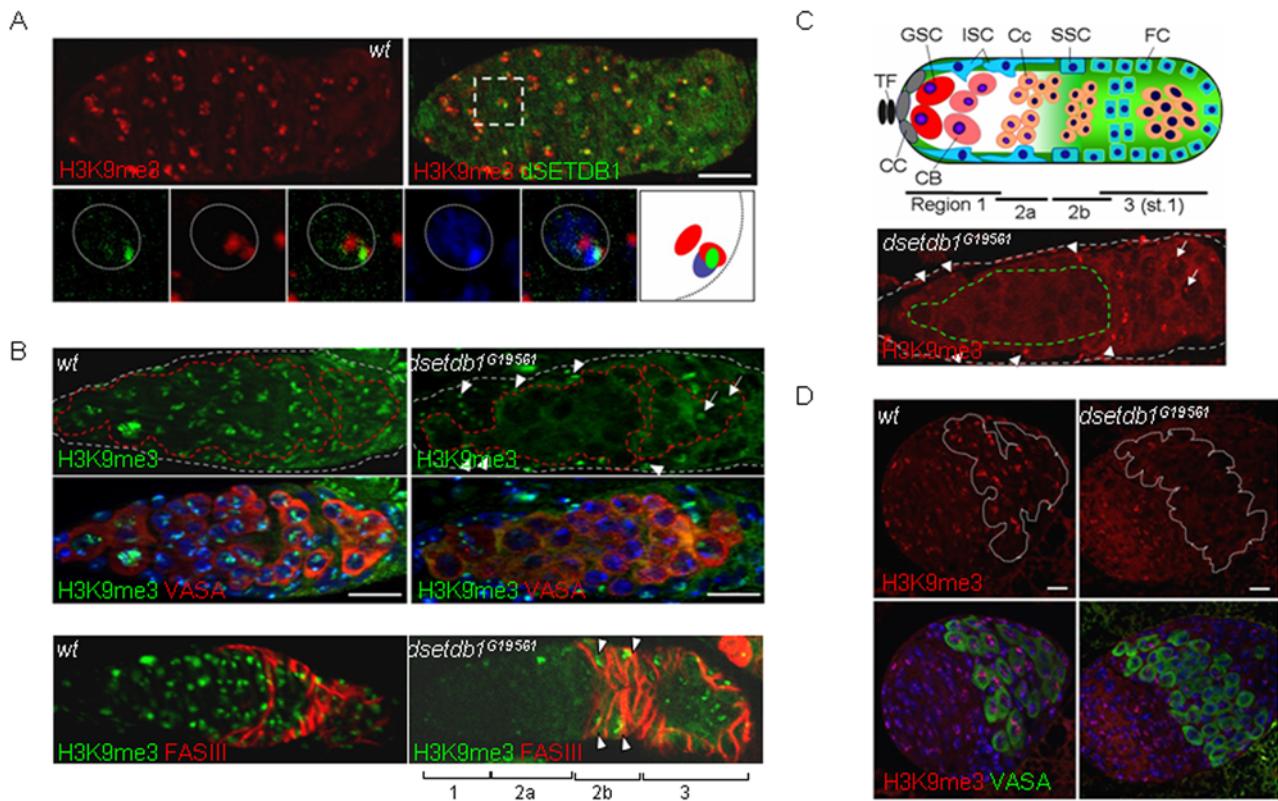 A
wt
H3K9me3
H3K9me3 dSETDB1
B
wt
dsetdb1G19561
H3K9me3
H3K9me3
H3K9me3 VASA
H3K9me3 VASA
wt
dsetdb1G19561
H3K9me3 FASIII
H3K9me3 FASIII
1 2a 2b 3
C
GSC ISC Cc SSC FC
TF
CC
CB
Region 1
2a
2b
3 (st.1)
dsetdb1G19561
H3K9me3
D
wt
dsetdb1G19561
H3K9me3
H3K9me3
H3K9me3 VASA